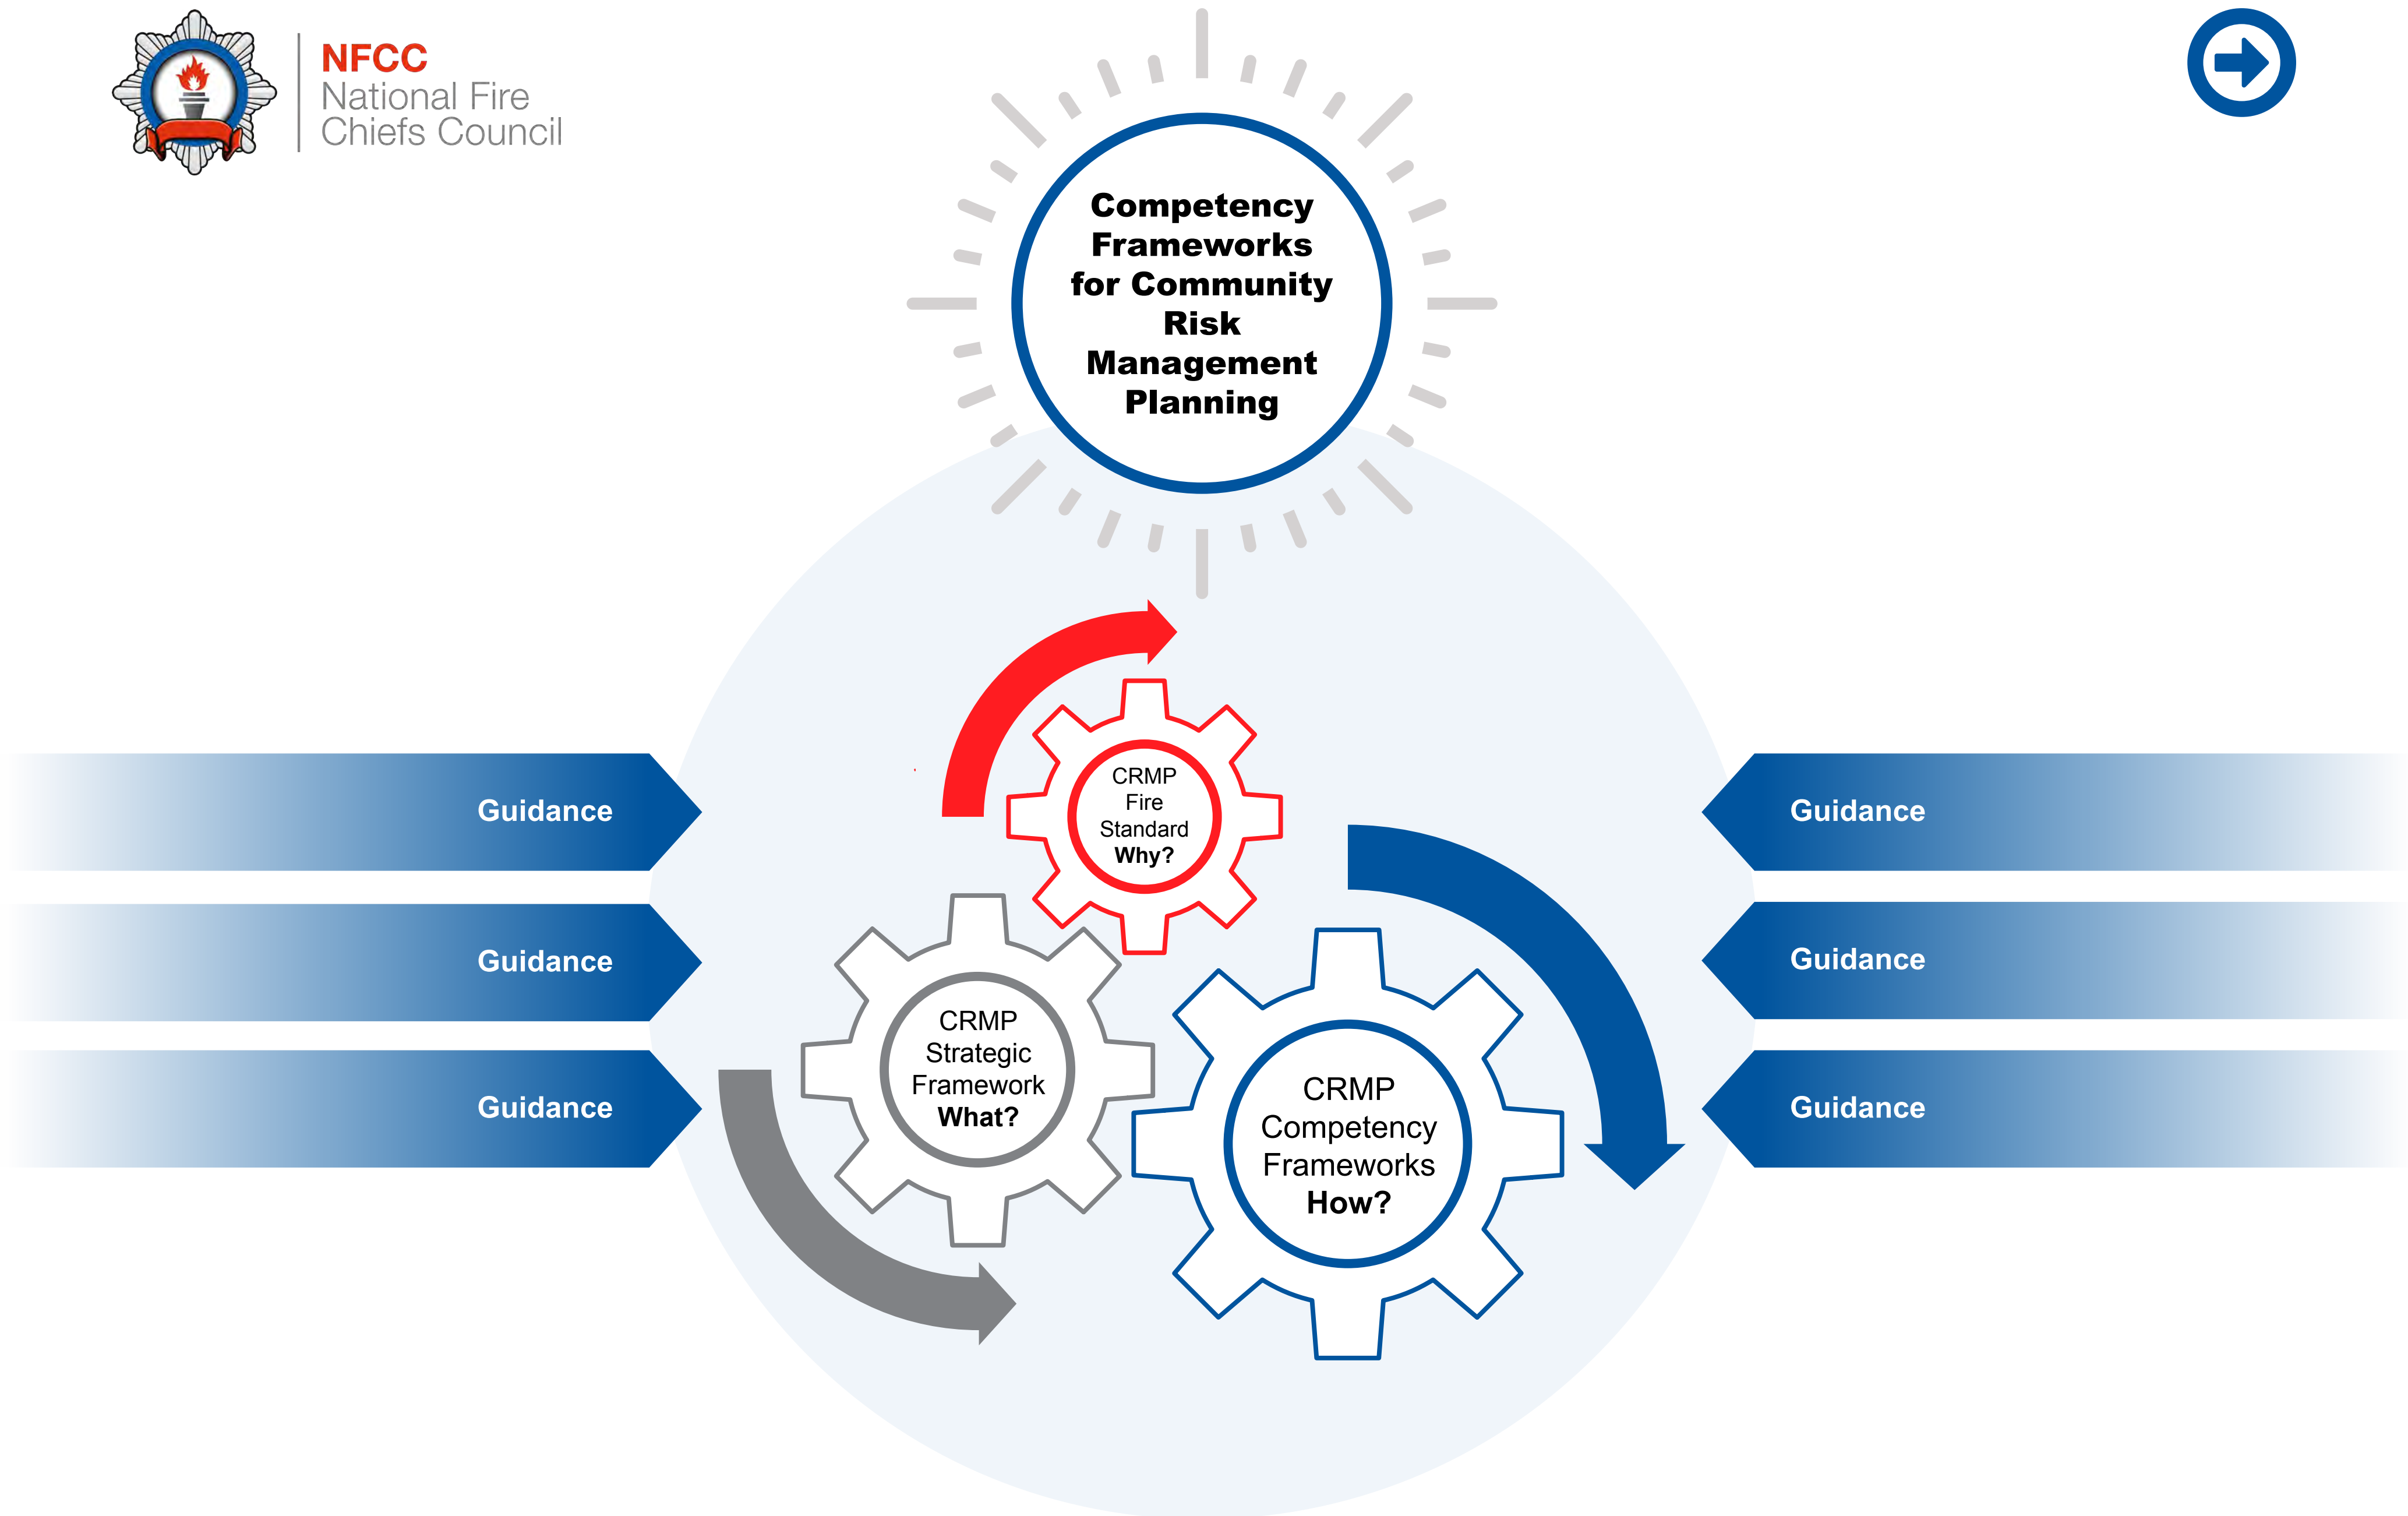 NFCC
National Fire
Chiefs Council
Competency
Frameworks
for Community
Risk
Management
Planning
CRMP
Fire
Standard
Why?
Guidance
Guidance
Guidance
CRMP
Strategic
Framework
What?
CRMP
Competency
Frameworks
How?
Guidance
Guidance
Guidance